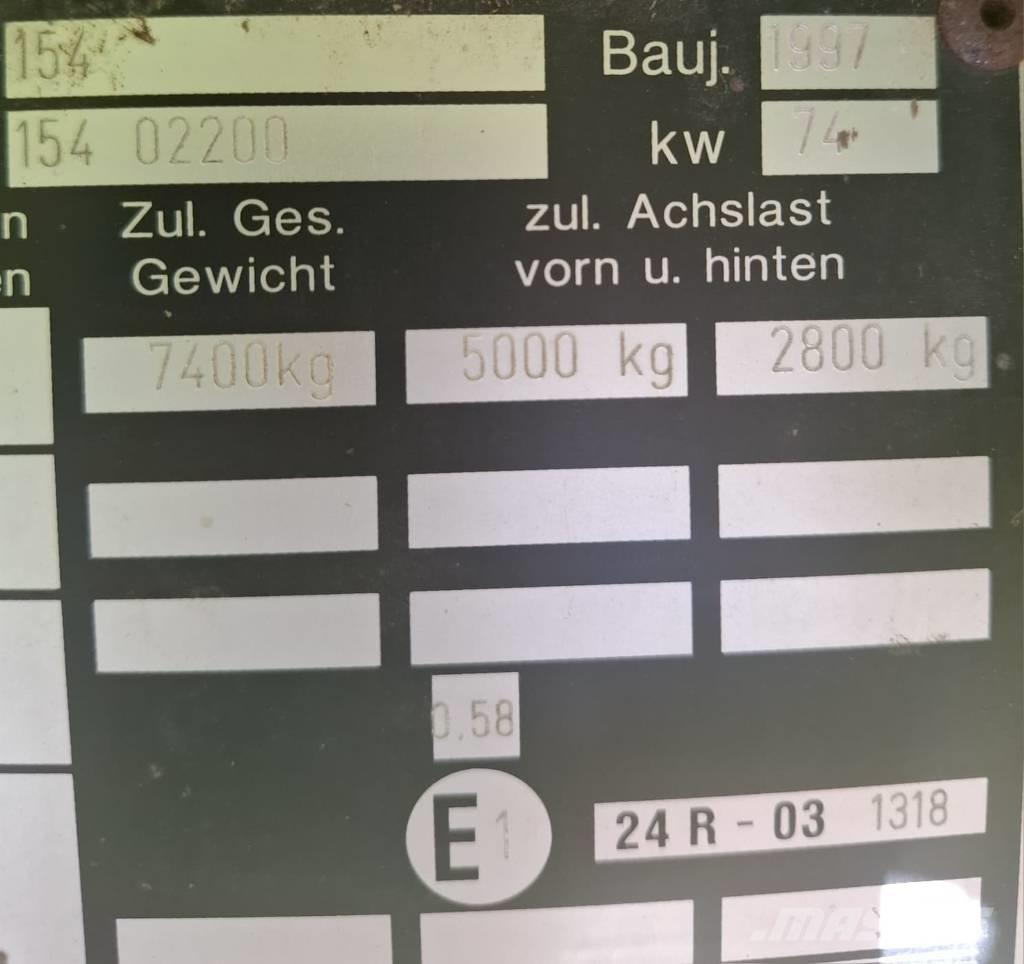 154 Bauj. 1997
154 02200 kw 74
n Zul. Ges. zul. Achslast
en Gewicht vorn u. hinten
7400kg 5000 kg 2800 kg
0.58
E1 24 R - 03 1318